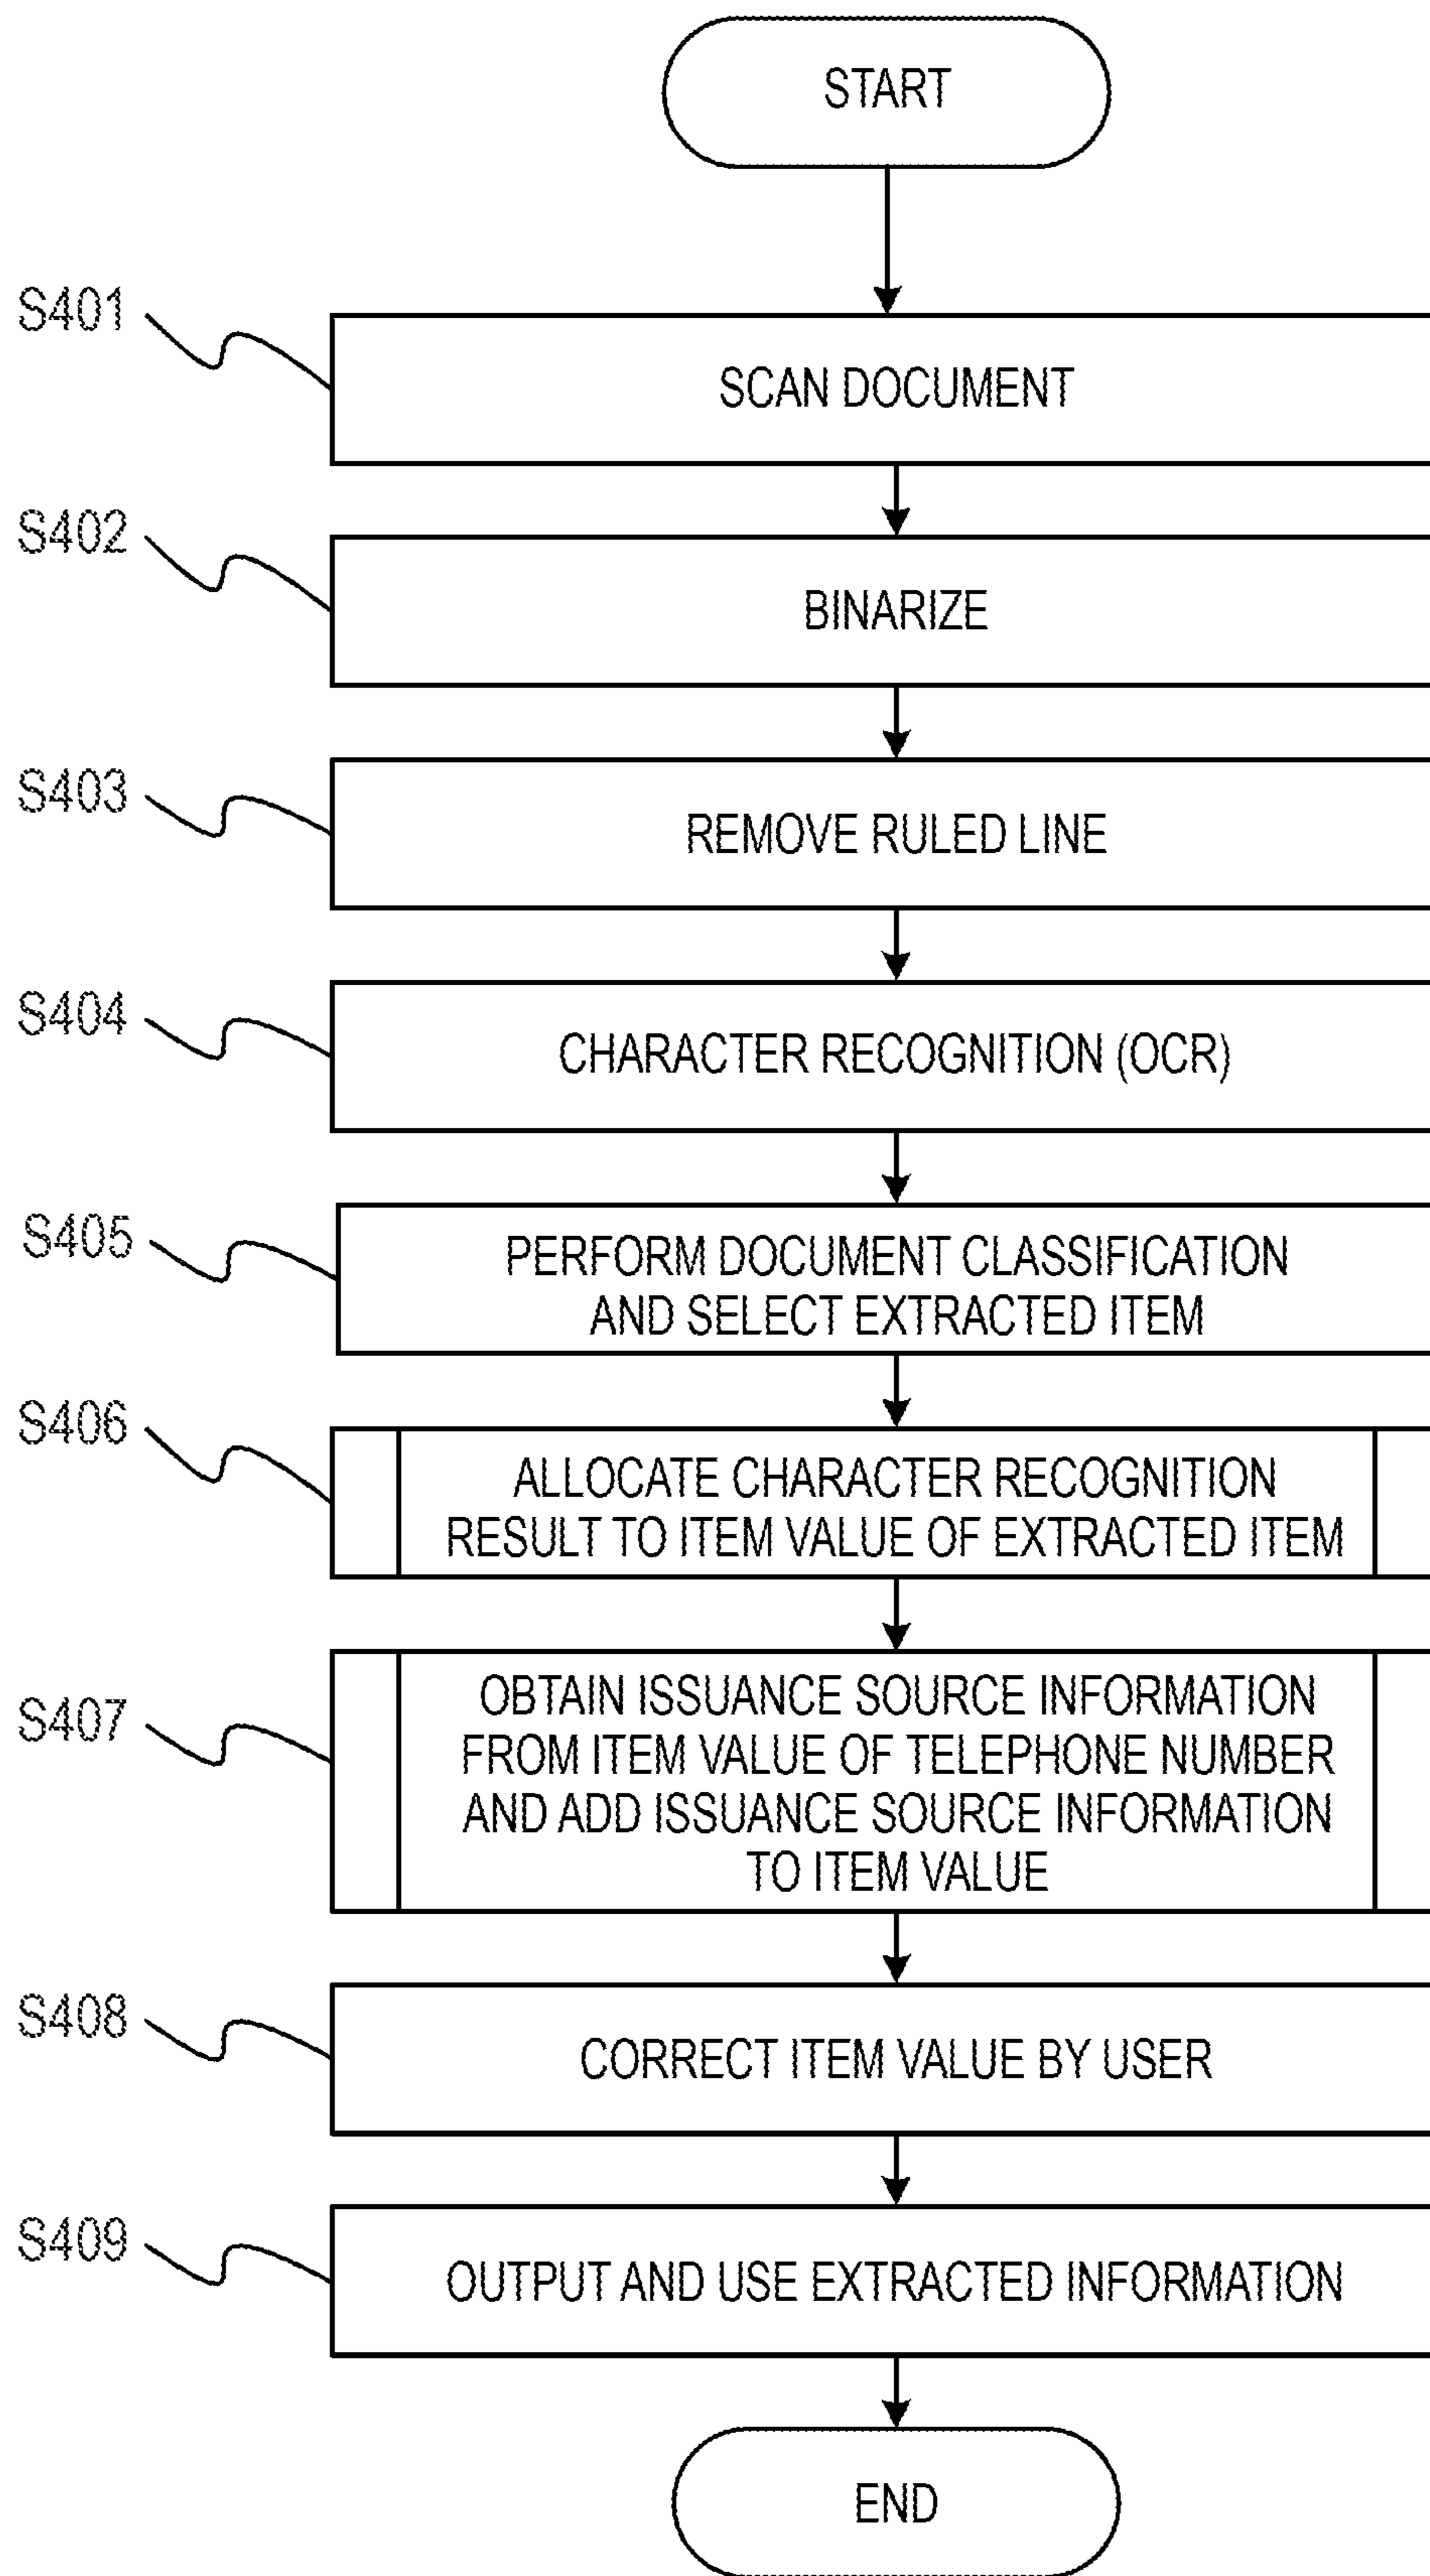 START
S401
SCAN DOCUMENT
S402
BINARIZE
S403
REMOVE RULED LINE
S404
CHARACTER RECOGNITION (OCR)
S405
PERFORM DOCUMENT CLASSIFICATION
AND SELECT EXTRACTED ITEM
S406
ALLOCATE CHARACTER RECOGNITION
RESULT TO ITEM VALUE OF EXTRACTED ITEM
S407
OBTAIN ISSUANCE SOURCE INFORMATION
FROM ITEM VALUE OF TELEPHONE NUMBER
AND ADD ISSUANCE SOURCE INFORMATION
TO ITEM VALUE
S408
CORRECT ITEM VALUE BY USER
S409
OUTPUT AND USE EXTRACTED INFORMATION
END